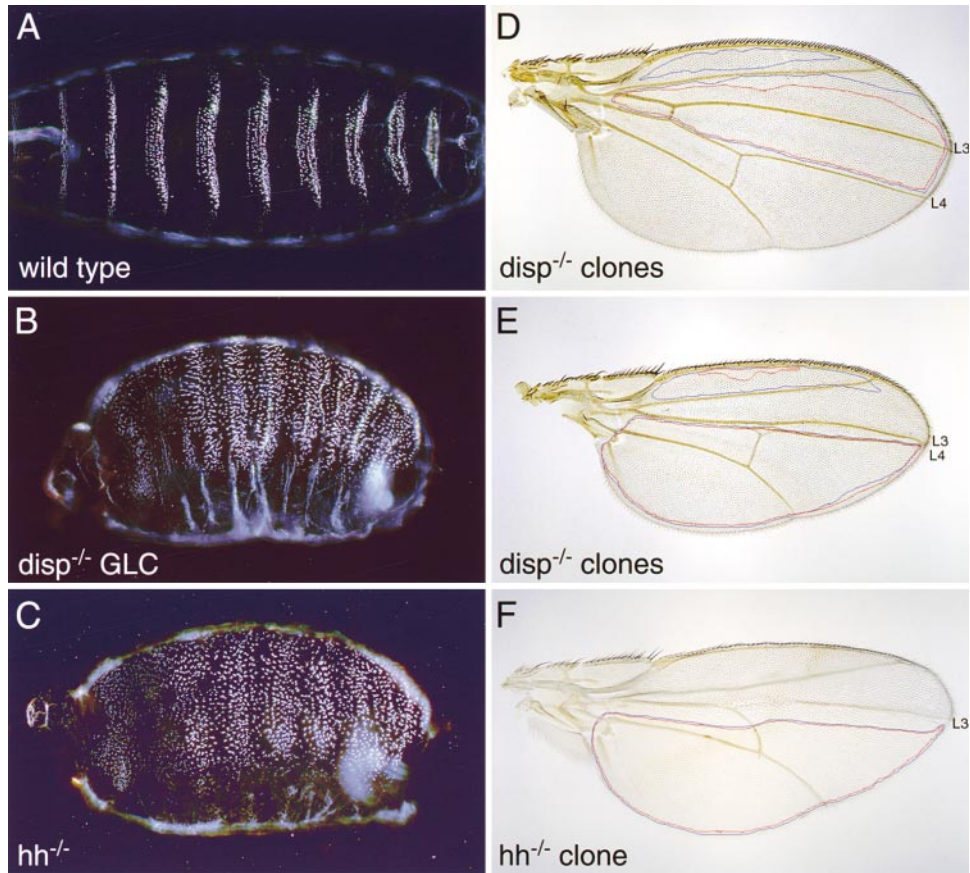 A
wild type
B
disp-/- GLC
C
hh-/-
D
L3
L4
disp-/- clones
E
L3
L4
disp-/- clones
F
L3
hh-/- clone